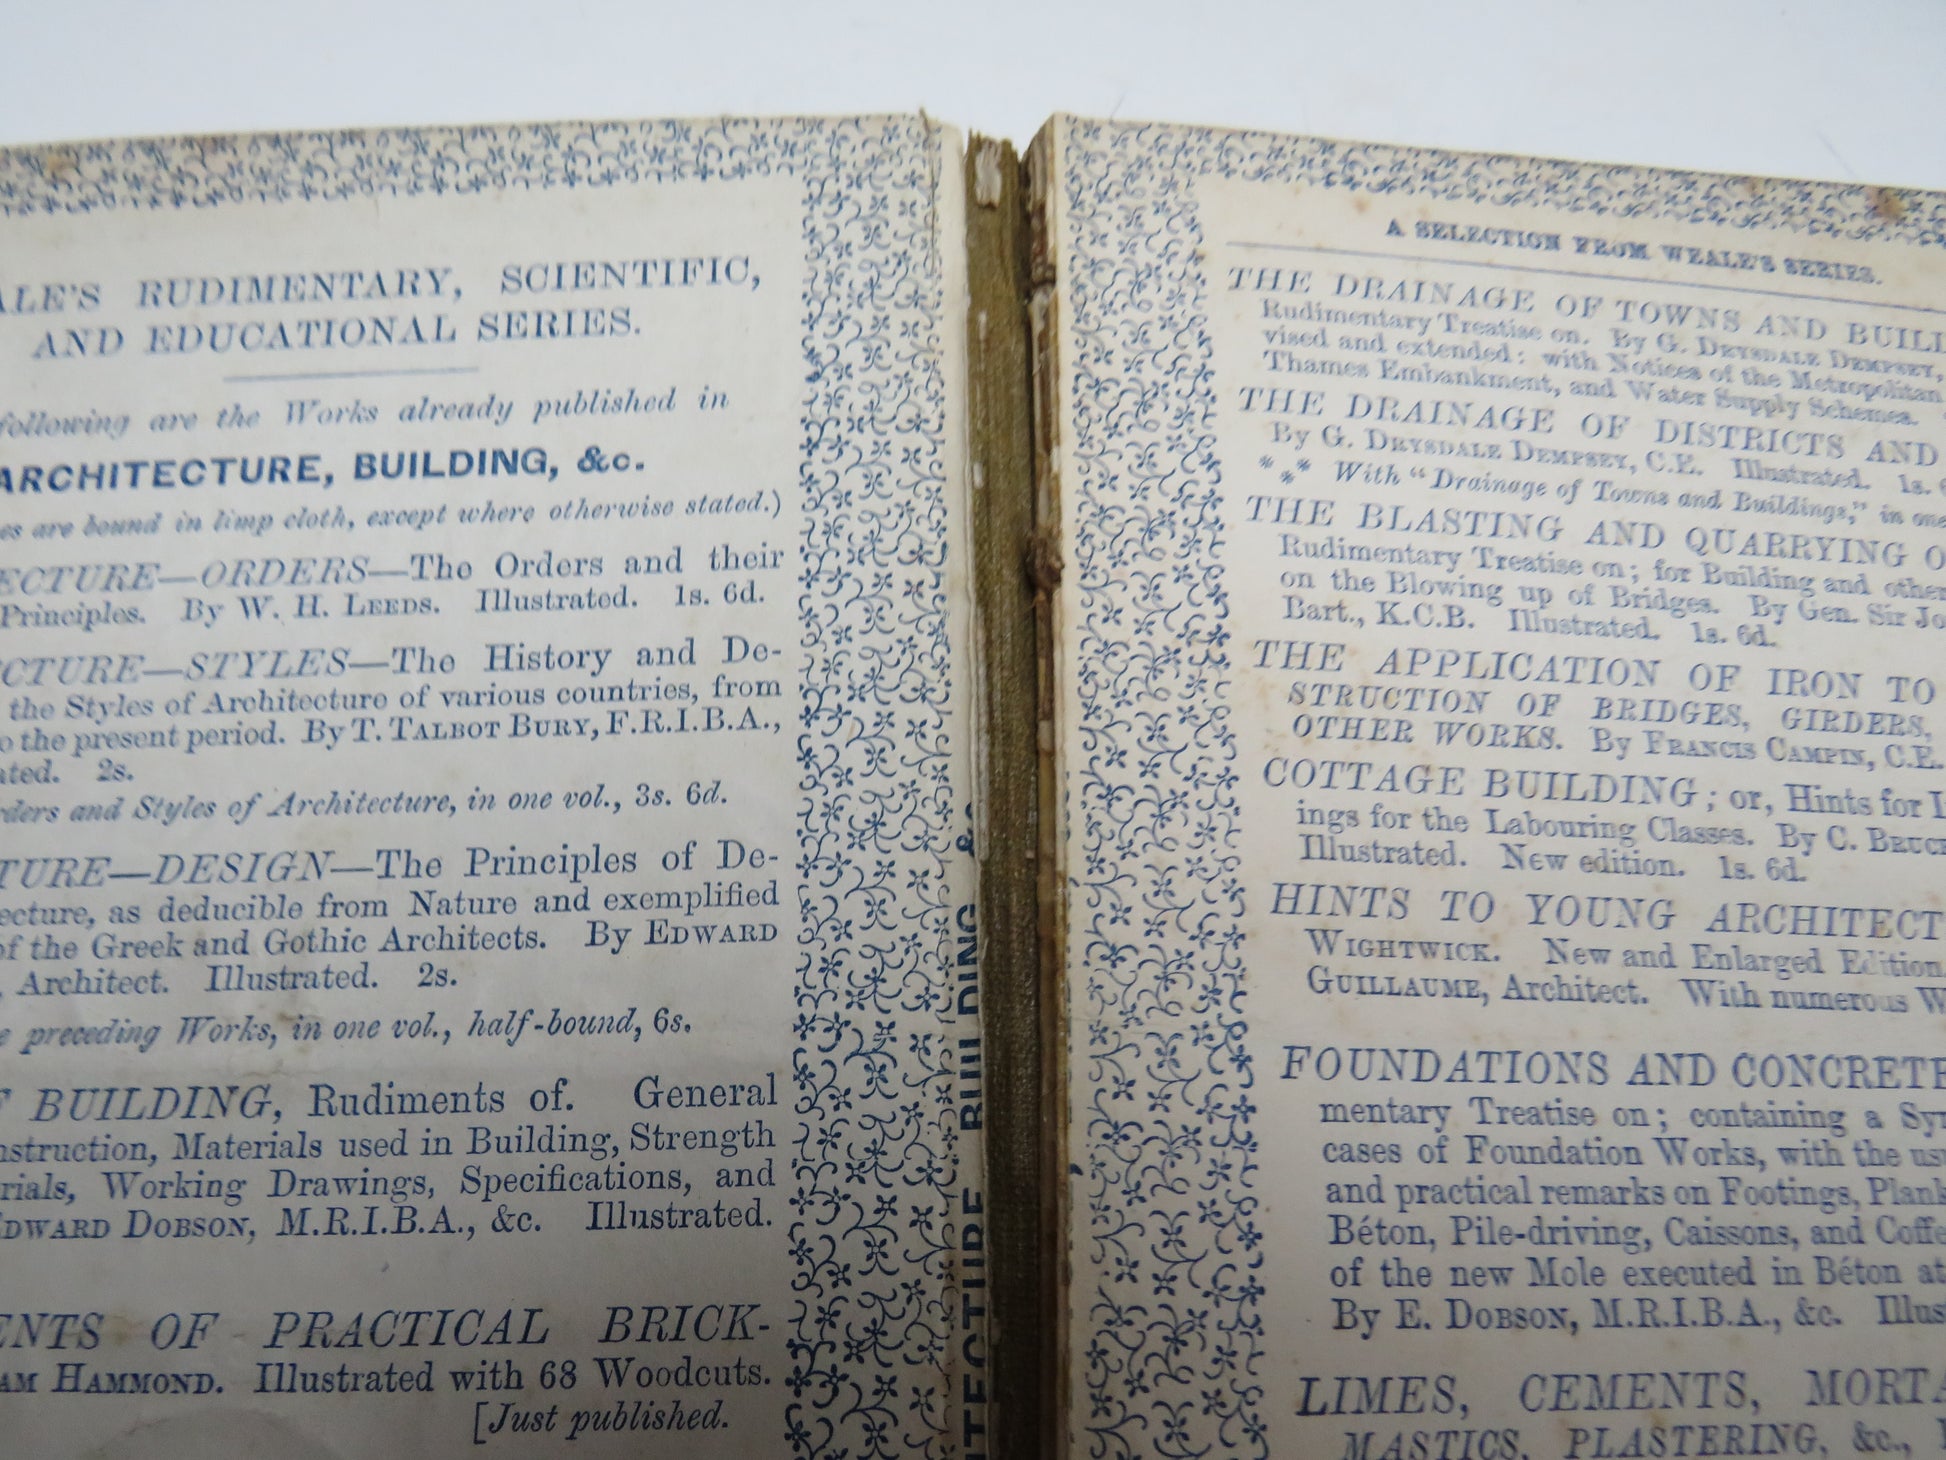 ALE'S RUDIMENTARY, SCIENTIFIC,
AND EDUCATIONAL SERIES.
following are the Works already published in
ARCHITECTURE, BUILDING, &c.
es are bound in limp cloth, except where otherwise stated.)
ECTURE—ORDERS—The Orders and their
Principles. By W. H. LEEDS. Illustrated. 1s. 6d.
CTURE—STYLES—The History and De-
the Styles of Architecture of various countries, from
o the present period. By T. TALBOT BURY, F.R.I.B.A.,
ated. 2s.
rders and Styles of Architecture, in one vol., 3s. 6d.
TURE—DESIGN—The Principles of De-
ecture, as deducible from Nature and exemplified
of the Greek and Gothic Architects. By EDWARD
, Architect. Illustrated. 2s.
e preceding Works, in one vol., half-bound, 6s.
F BUILDING, Rudiments of. General
nstruction, Materials used in Building, Strength
rials, Working Drawings, Specifications, and
EDWARD DOBSON, M.R.I.B.A., &c. Illustrated.
ENTS OF PRACTICAL BRICK-
AM HAMMOND. Illustrated with 68 Woodcuts.
[Just published.
ITECTURE BUILDING &c
A SELECTION FROM WEALE'S SERIES.
THE DRAINAGE OF TOWNS AND BUILD
Rudimentary Treatise on. By G. DRYSDALE DEMPSEY,
vised and extended: with Notices of the Metropolitan
Thames Embankment, and Water Supply Schemes.
THE DRAINAGE OF DISTRICTS AND
By G. DRYSDALE DEMPSEY, C.E. Illustrated. 1s. 6
*** With "Drainage of Towns and Buildings," in one
THE BLASTING AND QUARRYING O
Rudimentary Treatise on; for Building and other
on the Blowing up of Bridges. By Gen. Sir Jo
Bart., K.C.B. Illustrated. 1s. 6d.
THE APPLICATION OF IRON TO
STRUCTION OF BRIDGES, GIRDERS,
OTHER WORKS. By FRANCIS CAMPIN, C.E.
COTTAGE BUILDING; or, Hints for I
ings for the Labouring Classes. By C. BRUCE
Illustrated. New edition. 1s. 6d.
HINTS TO YOUNG ARCHITECT
WIGHTWICK. New and Enlarged Edition
GUILLAUME, Architect. With numerous W
FOUNDATIONS AND CONCRETE
mentary Treatise on; containing a Syn
cases of Foundation Works, with the usu
and practical remarks on Footings, Plank
Béton, Pile-driving, Caissons, and Coffe
of the new Mole executed in Béton at
By E. DOBSON, M.R.I.B.A., &c. Illus
LIMES, CEMENTS, MORTA
MASTICS, PLASTERING, &c.,